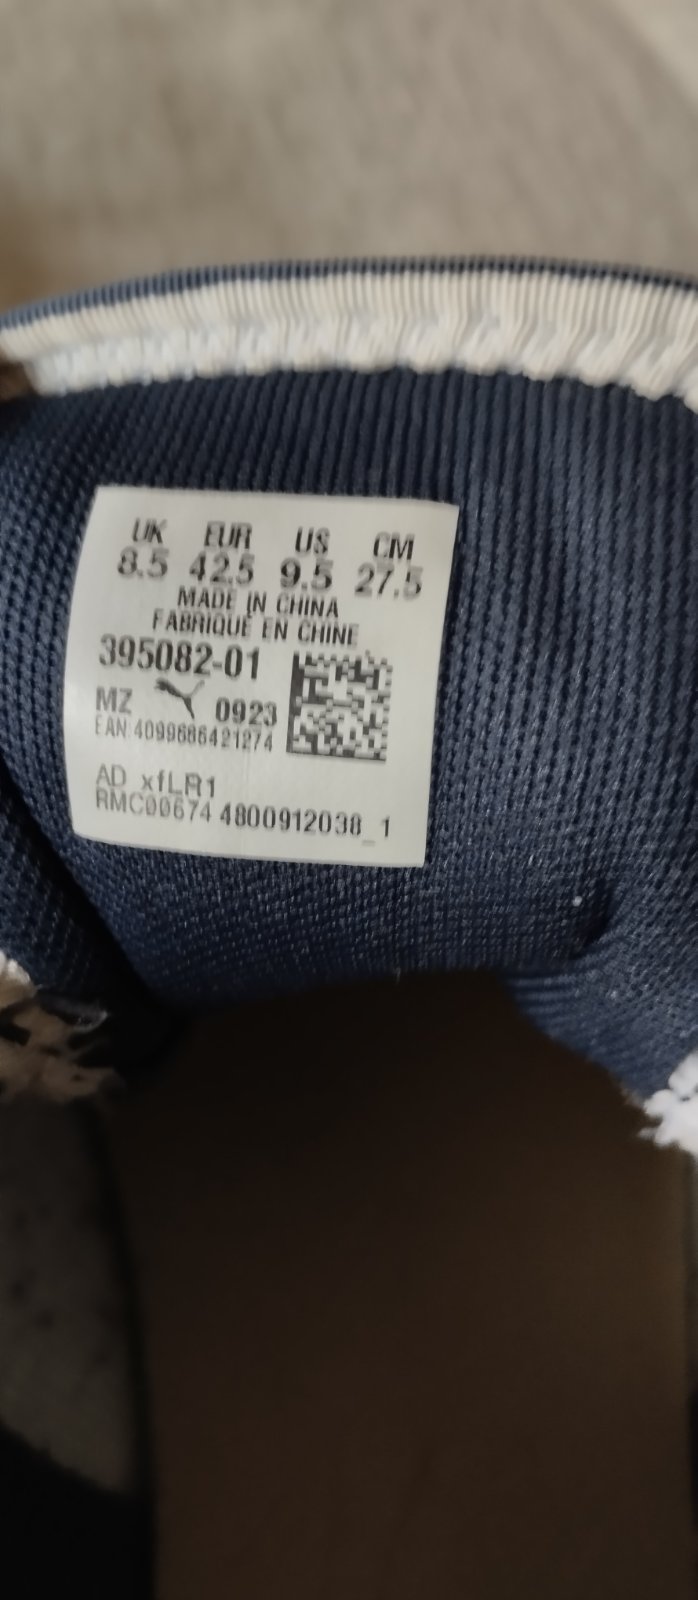 UK EUR US CM
8.5 42.5 9.5 27.5
MADE IN CHINA
FABRIQUÉ EN CHINE
395082-01
MZ 0923
EAN:4099686421274
AD xfLR1
RMC00674 4800912038_1